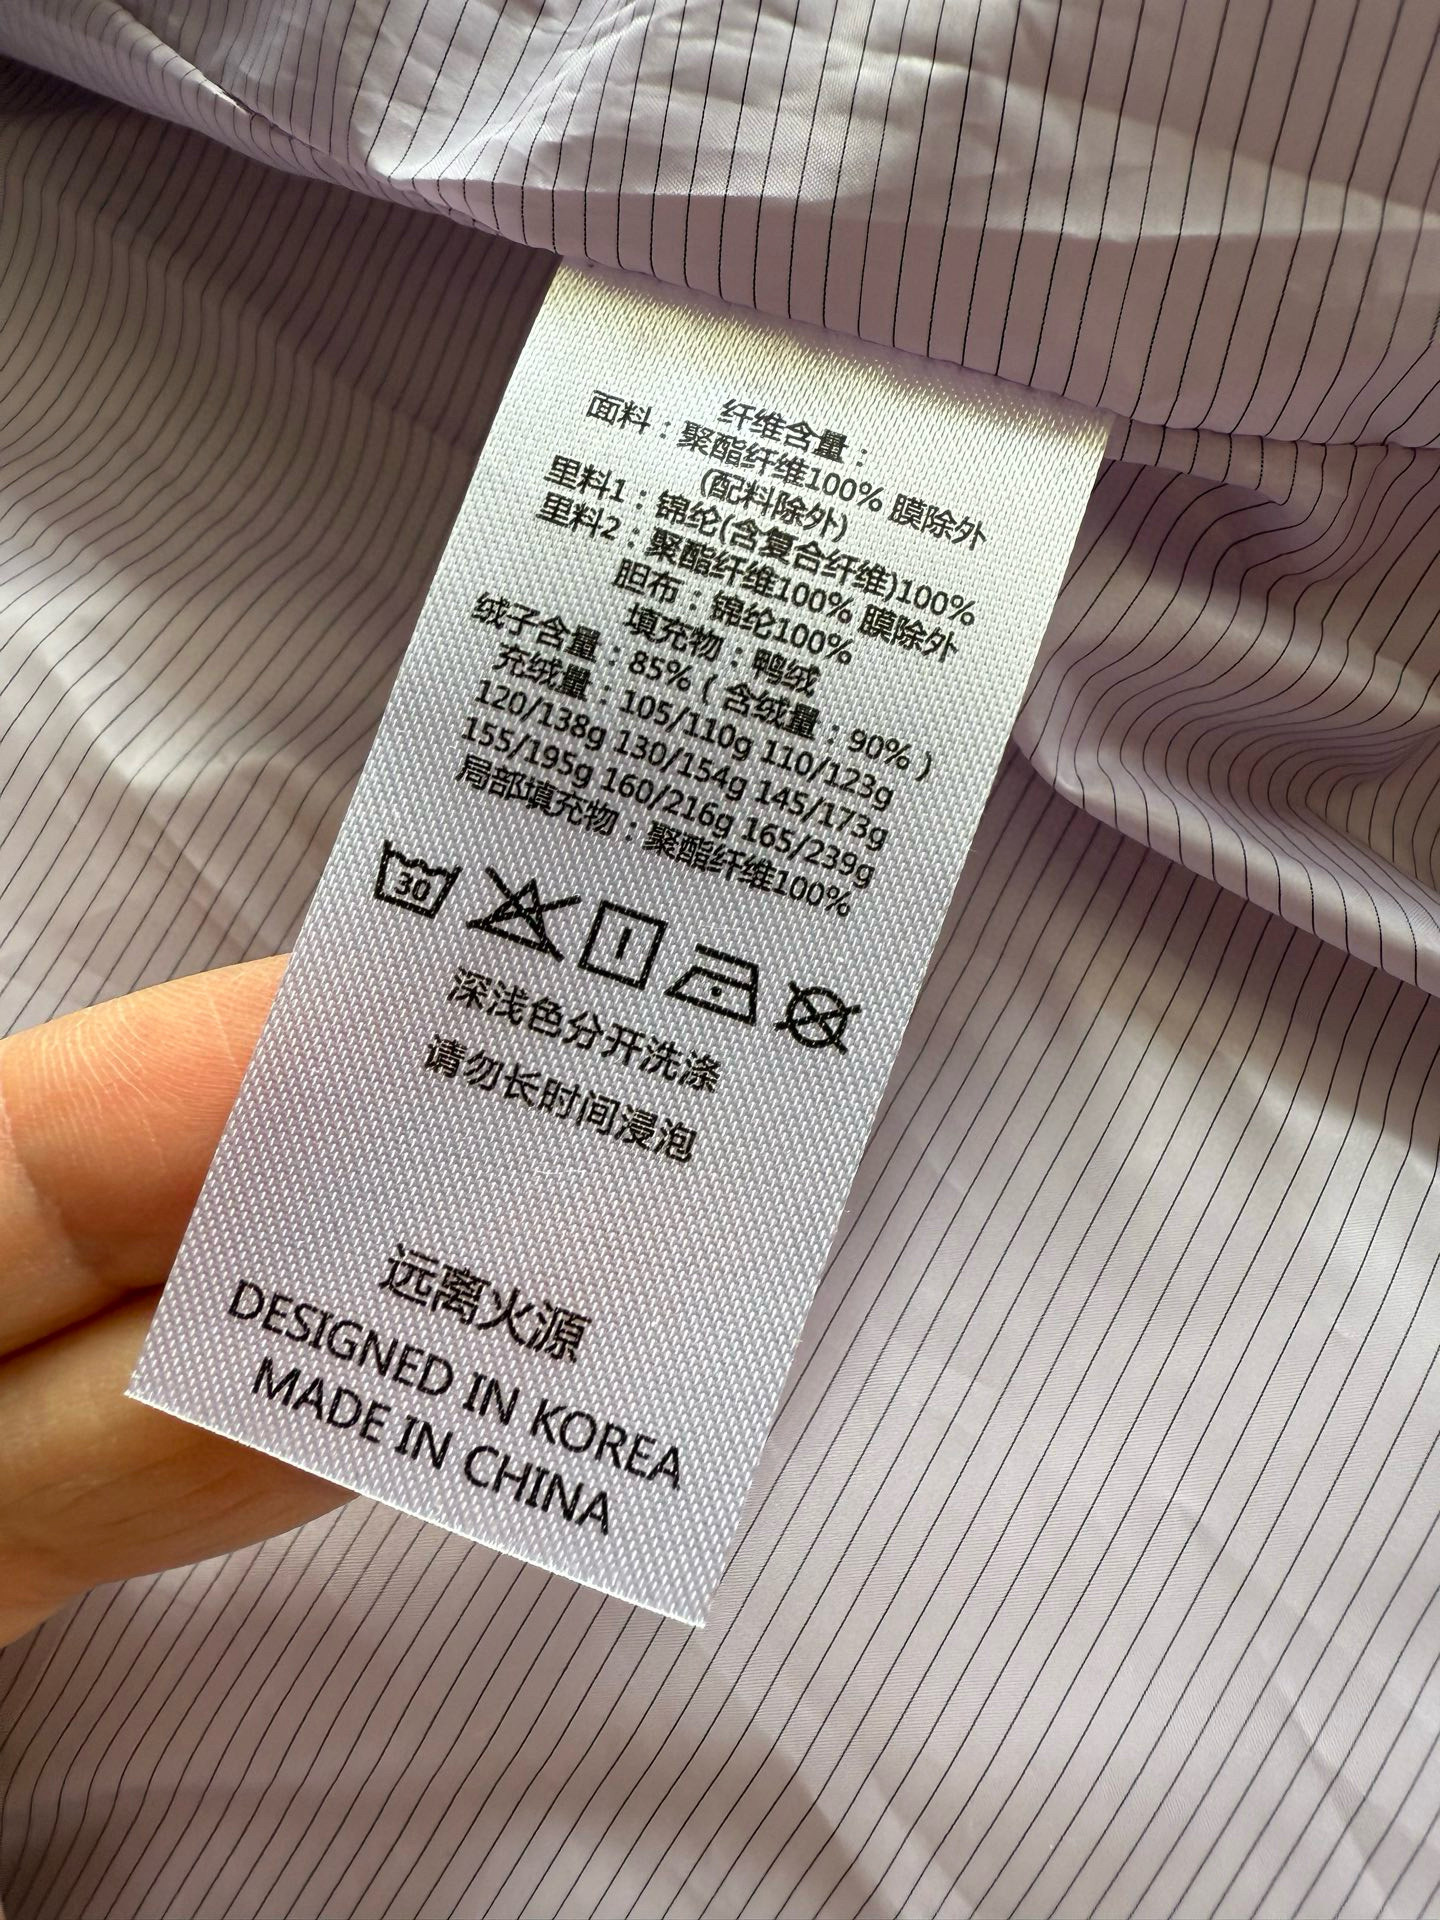 纤维含量：
面料：聚酯纤维100% 膜除外
(配料除外)
里料1：锦纶(含复合纤维)100%
里料2：聚酯纤维100% 膜除外
胆布：锦纶100%
填充物：鸭绒
绒子含量：85%（含绒量：90%）
充绒量：105/110g 110/123g
120/138g 130/154g 145/173g
155/195g 160/216g 165/239g
局部填充物：聚酯纤维100%
30
深浅色分开洗涤
请勿长时间浸泡
远离火源
DESIGNED IN KOREA
MADE IN CHINA